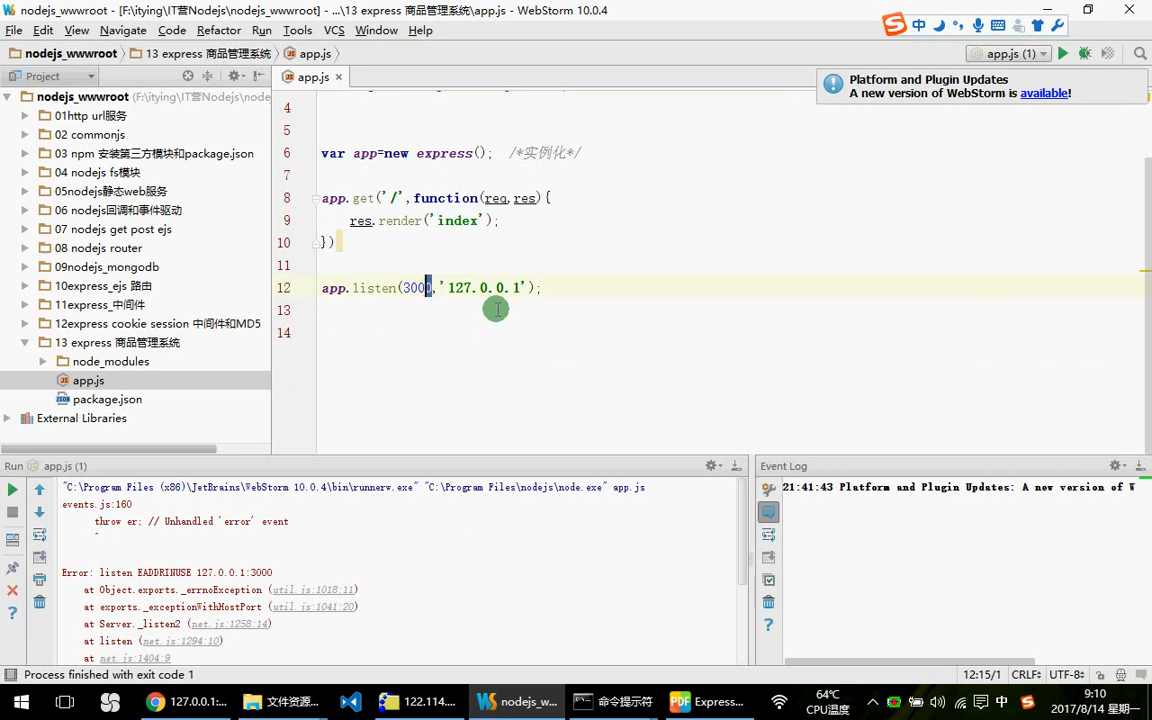 nodejs_wwwroot - [F:\itying\IT营Nodejs\nodejs_wwwroot] - ...\13 express 商品管理系统\app.js - WebStorm 10.0.4
File Edit View Navigate Code Refactor Run Tools VCS Window Help
中
nodejs_wwwroot 13 express 商品管理系统 app.js
app.js (1)
Project
app.js
Platform and Plugin Updates
A new version of WebStorm is available!
nodejs_wwwroot F:\itying\IT营Nodejs\node
01http url服务
02 commonjs
03 npm 安装第三方模块和package.json
04 nodejs fs模块
05nodejs静态web服务
06 nodejs回调和事件驱动
07 nodejs get post ejs
08 nodejs router
09nodejs_mongodb
10express_ejs 路由
11express_中间件
12express cookie session 中间件和MD5
13 express 商品管理系统
node_modules
app.js
package.json
External Libraries
4
5
6 var app=new express(); /*实例化*/
7
8 app.get('/',function(req,res){
9 res.render('index');
10 })
11
12 app.listen(3000,'127.0.0.1');
13
14
Run app.js (1)
"C:\Program Files (x86)\JetBrains\WebStorm 10.0.4\bin\runnerw.exe" "C:\Program Files\nodejs\node.exe" app.js
events.js:160
throw er; // Unhandled 'error' event
^
Error: listen EADDRINUSE 127.0.0.1:3000
at Object.exports._errnoException (util.js:1018:11)
at exports._exceptionWithHostPort (util.js:1041:20)
at Server._listen2 (net.js:1258:14)
at listen (net.js:1294:10)
at net.js:1404:9
Event Log
21:41:43 Platform and Plugin Updates: A new version of W
Process finished with exit code 1
12:15/1 CRLF UTF-8
127.0.0.1:...
文件资源...
122.114....
nodejs_w...
命令提示符
Express...
64℃
CPU温度
中
9:10
2017/8/14 星期一